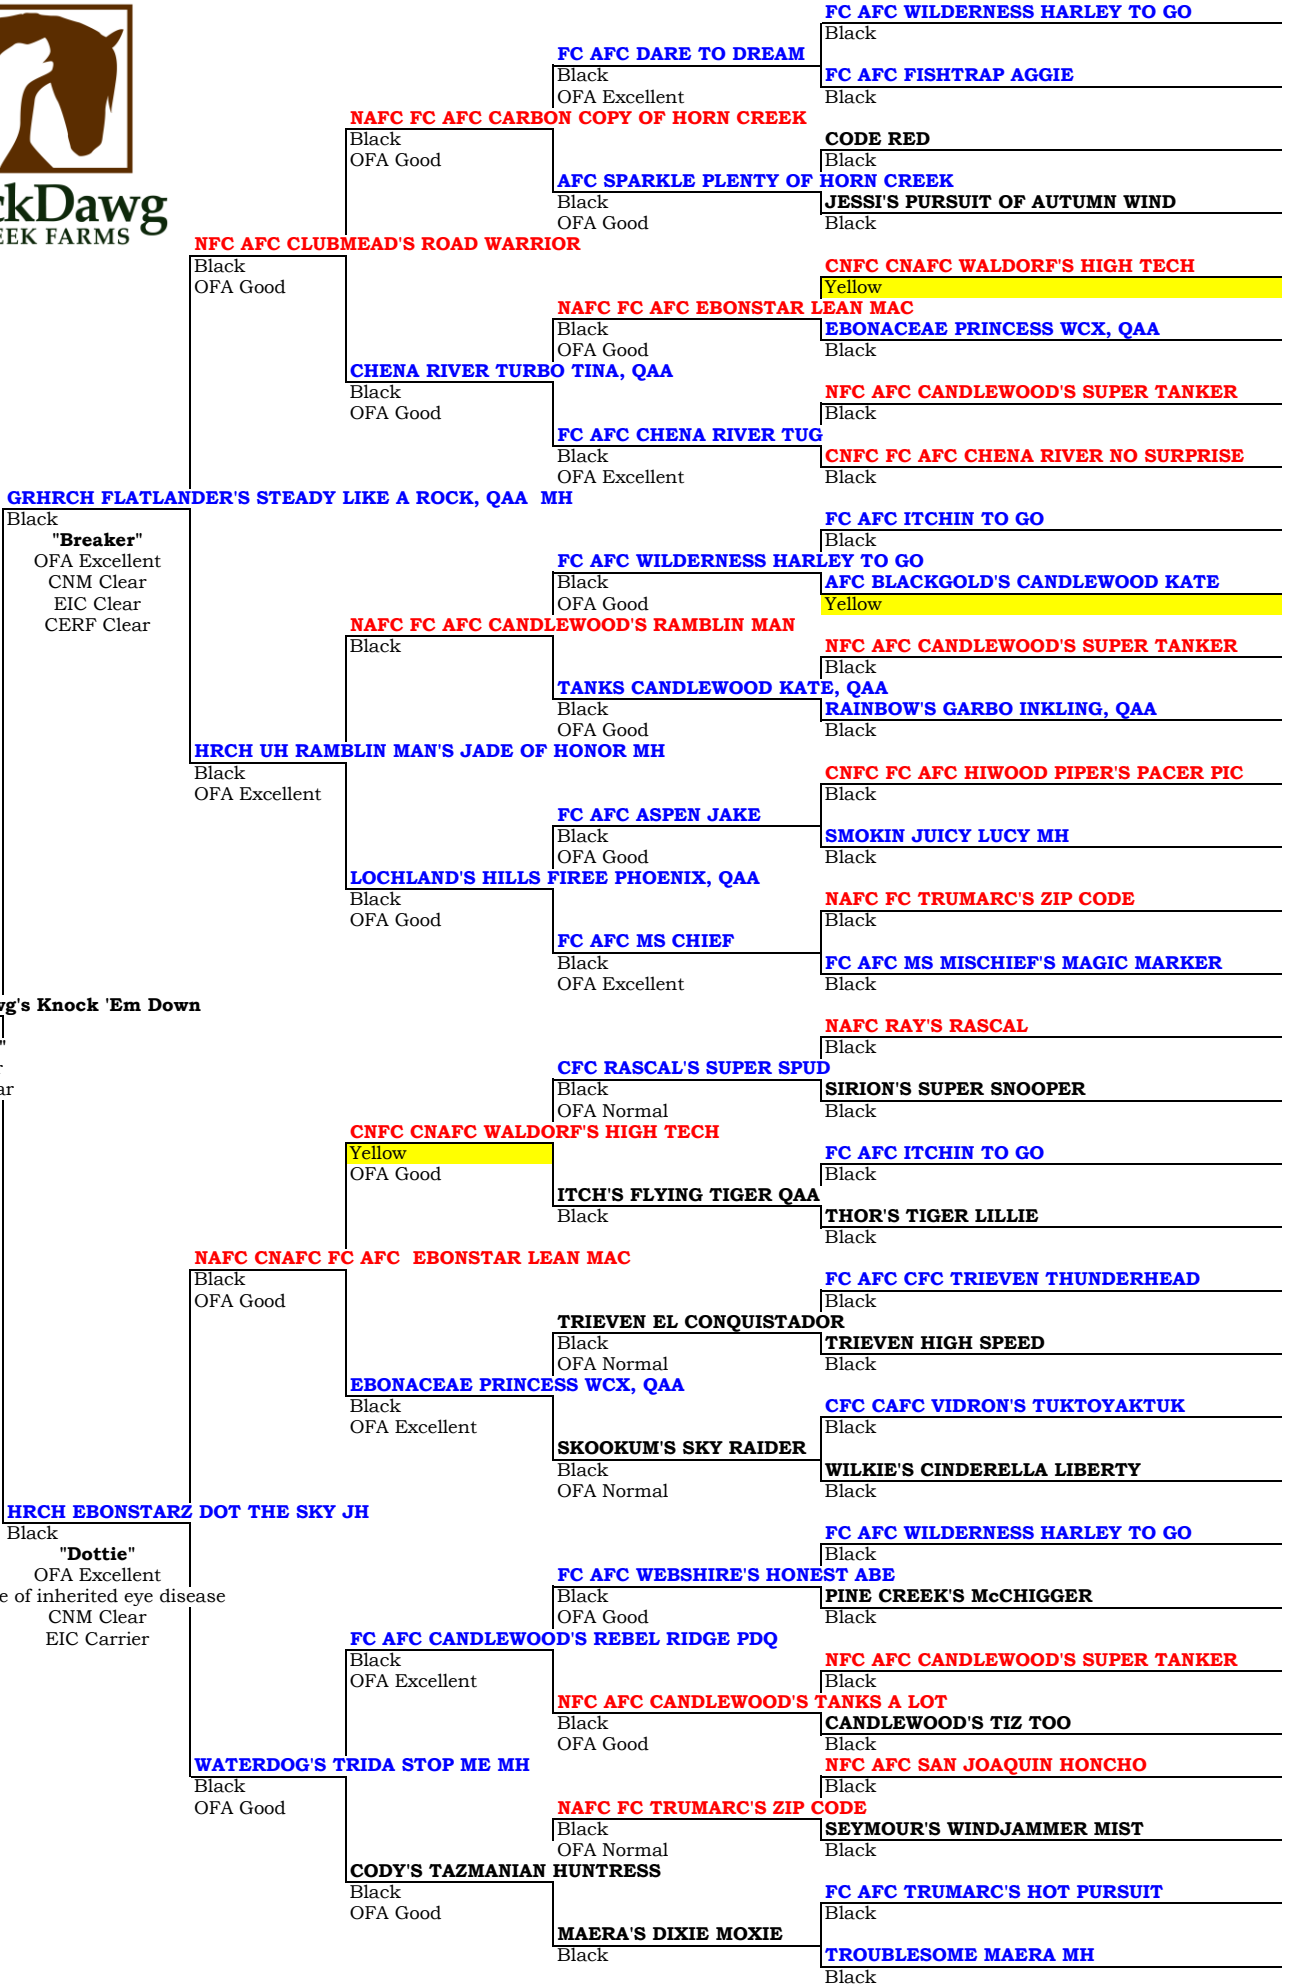 FC AFC WILDERNESS HARLEY TO GO
Black
FC AFC DARE TO DREAM
Black
OFA Excellent
FC AFC FISHTRAP AGGIE
Black
NAFC FC AFC CARBON COPY OF HORN CREEK
Black
OFA Good
CODE RED
Black
AFC SPARKLE PLENTY OF HORN CREEK
Black
OFA Good
JESSI'S PURSUIT OF AUTUMN WIND
Black
ckDawg
EEK FARMS
NFC AFC CLUBMEAD'S ROAD WARRIOR
Black
OFA Good
CNFC CNAFC WALDORF'S HIGH TECH
Yellow
NAFC FC AFC EBONSTAR LEAN MAC
Black
OFA Good
EBONACEAE PRINCESS WCX, QAA
Black
CHENA RIVER TURBO TINA, QAA
Black
OFA Good
NFC AFC CANDLEWOOD'S SUPER TANKER
Black
FC AFC CHENA RIVER TUG
Black
OFA Excellent
CNFC FC AFC CHENA RIVER NO SURPRISE
Black
GRHRCH FLATLANDER'S STEADY LIKE A ROCK, QAA MH
Black
"Breaker"
OFA Excellent
CNM Clear
EIC Clear
CERF Clear
FC AFC ITCHIN TO GO
Black
FC AFC WILDERNESS HARLEY TO GO
Black
OFA Good
AFC BLACKGOLD'S CANDLEWOOD KATE
Yellow
NAFC FC AFC CANDLEWOOD'S RAMBLIN MAN
Black
NFC AFC CANDLEWOOD'S SUPER TANKER
Black
TANKS CANDLEWOOD KATE, QAA
Black
OFA Good
RAINBOW'S GARBO INKLING, QAA
Black
HRCH UH RAMBLIN MAN'S JADE OF HONOR MH
Black
OFA Excellent
CNFC FC AFC HIWOOD PIPER'S PACER PIC
Black
FC AFC ASPEN JAKE
Black
OFA Good
SMOKIN JUICY LUCY MH
Black
LOCHLAND'S HILLS FIREE PHOENIX, QAA
Black
OFA Good
NAFC FC TRUMARC'S ZIP CODE
Black
FC AFC MS CHIEF
Black
OFA Excellent
FC AFC MS MISCHIEF'S MAGIC MARKER
Black
g's Knock 'Em Down
"
r
ar
NAFC RAY'S RASCAL
Black
CFC RASCAL'S SUPER SPUD
Black
OFA Normal
SIRION'S SUPER SNOOPER
Black
CNFC CNAFC WALDORF'S HIGH TECH
Yellow
OFA Good
FC AFC ITCHIN TO GO
Black
ITCH'S FLYING TIGER QAA
Black
THOR'S TIGER LILLIE
Black
NAFC CNAFC FC AFC EBONSTAR LEAN MAC
Black
OFA Good
FC AFC CFC TRIEVEN THUNDERHEAD
Black
TRIEVEN EL CONQUISTADOR
Black
OFA Normal
TRIEVEN HIGH SPEED
Black
EBONACEAE PRINCESS WCX, QAA
Black
OFA Excellent
CFC CAFC VIDRON'S TUKTOYAKTUK
Black
SKOOKUM'S SKY RAIDER
Black
OFA Normal
WILKIE'S CINDERELLA LIBERTY
Black
HRCH EBONSTARZ DOT THE SKY JH
Black
"Dottie"
OFA Excellent
e of inherited eye disease
CNM Clear
EIC Carrier
FC AFC WILDERNESS HARLEY TO GO
Black
FC AFC WEBSHIRE'S HONEST ABE
Black
OFA Good
PINE CREEK'S McCHIGGER
Black
FC AFC CANDLEWOOD'S REBEL RIDGE PDQ
Black
OFA Excellent
NFC AFC CANDLEWOOD'S SUPER TANKER
Black
NFC AFC CANDLEWOOD'S TANKS A LOT
Black
OFA Good
CANDLEWOOD'S TIZ TOO
Black
WATERDOG'S TRIDA STOP ME MH
Black
OFA Good
NFC AFC SAN JOAQUIN HONCHO
Black
NAFC FC TRUMARC'S ZIP CODE
Black
OFA Normal
SEYMOUR'S WINDJAMMER MIST
Black
CODY'S TAZMANIAN HUNTRESS
Black
OFA Good
FC AFC TRUMARC'S HOT PURSUIT
Black
MAERA'S DIXIE MOXIE
Black
TROUBLESOME MAERA MH
Black